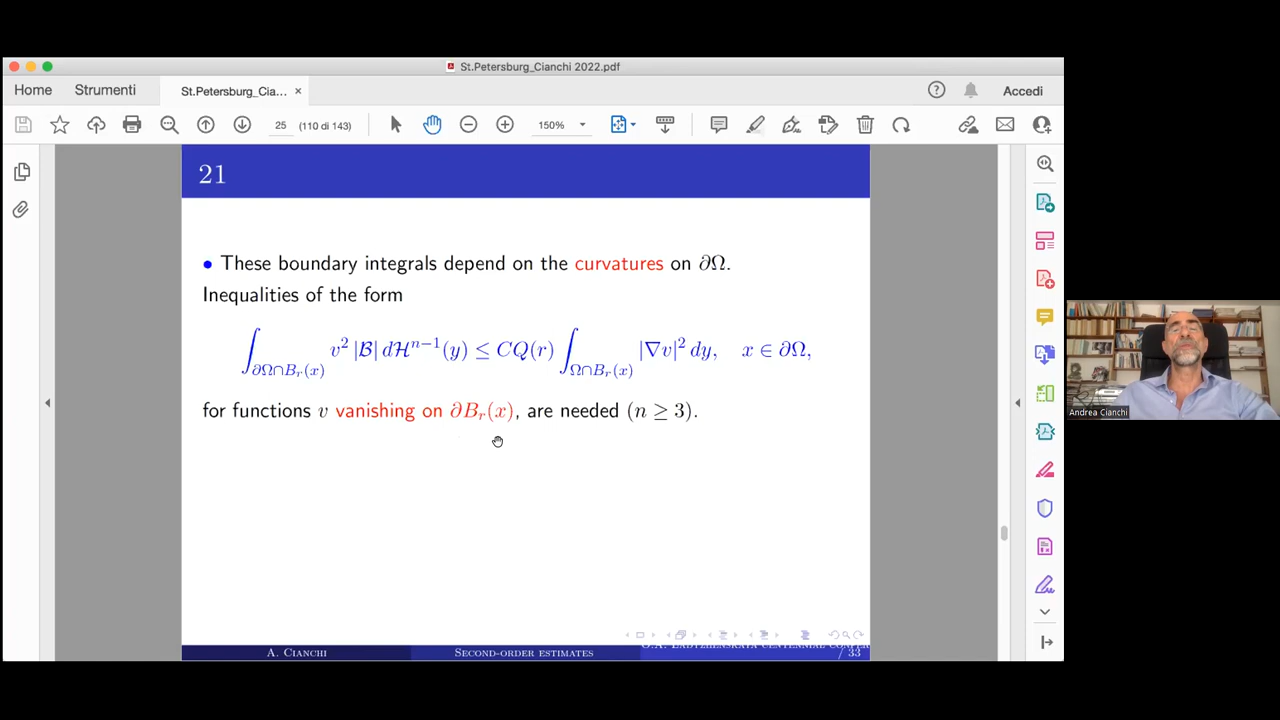 St.Petersburg_Cianchi 2022.pdf
Home Strumenti St.Petersburg_Cia... × Accedi
25 (110 di 143) 150%
21
• These boundary integrals depend on the curvatures on ∂Ω.
Inequalities of the form
∫_{∂Ω∩B_r(x)} v² |ℬ| dℋⁿ⁻¹(y) ≤ CQ(r) ∫_{Ω∩B_r(x)} |∇v|² dy, x ∈ ∂Ω,
for functions v vanishing on ∂B_r(x), are needed (n ≥ 3).
Andrea Cianchi
A. Cianchi Second-order estimates / 33